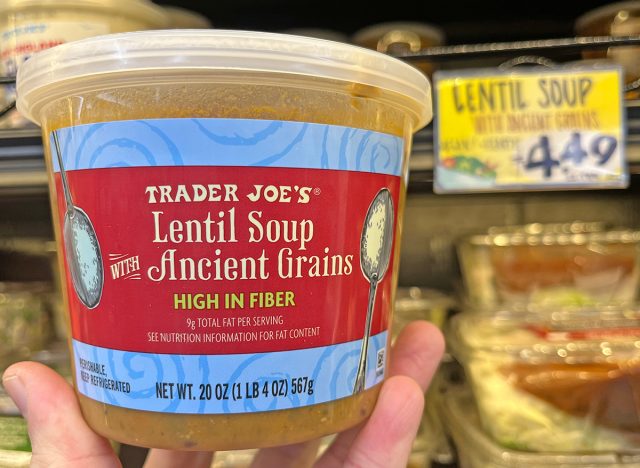 TRADER JOE'S®
Lentil Soup
WITH Ancient Grains
HIGH IN FIBER
9g TOTAL FAT PER SERVING
SEE NUTRITION INFORMATION FOR FAT CONTENT
PERISHABLE,
KEEP REFRIGERATED
NET WT. 20 OZ (1 LB 4 OZ) 567g
LENTIL SOUP
WITH ANCIENT GRAINS
4.49